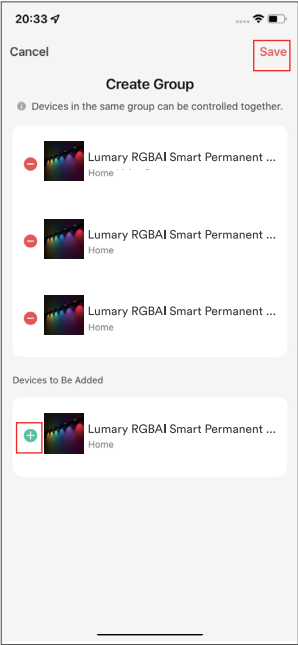 20:33
Cancel
Save
Create Group
Devices in the same group can be controlled together.
Lumary RGBAI Smart Permanent ...
Home
Lumary RGBAI Smart Permanent ...
Home
Lumary RGBAI Smart Permanent ...
Home
Devices to Be Added
Lumary RGBAI Smart Permanent ...
Home